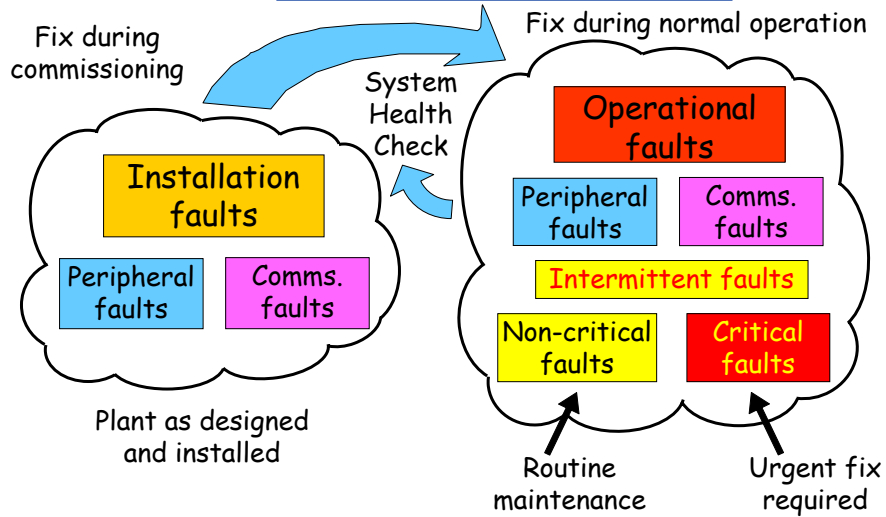 Fix during
commissioning
Fix during normal operation
System
Health
Check
Installation
faults
Peripheral
faults
Comms.
faults
Plant as designed
and installed
Operational
faults
Peripheral
faults
Comms.
faults
Intermittent faults
Non-critical
faults
Critical
faults
Routine
maintenance
Urgent fix
required